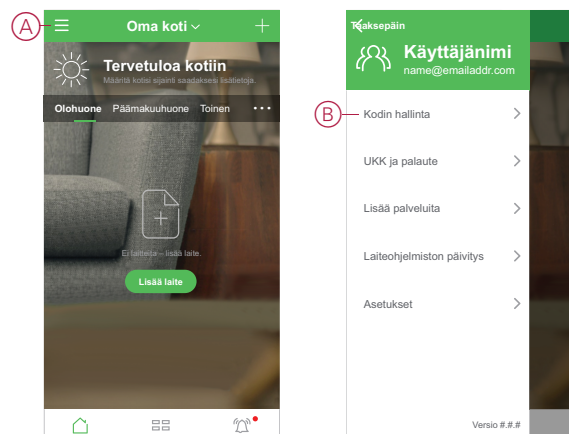 A
Oma koti
Tervetuloa kotiin
Määritä kotisi sijainti saadaksesi lisätietoja.
Olohuone Päämakuuhuone Toinen ...
Ei laitteita – lisää laite.
Lisää laite
Taaksepäin
Käyttäjänimi
name@emailaddr.com
B
Kodin hallinta
UKK ja palaute
Lisää palveluita
Laiteohjelmiston päivitys
Asetukset
Versio #.#.#